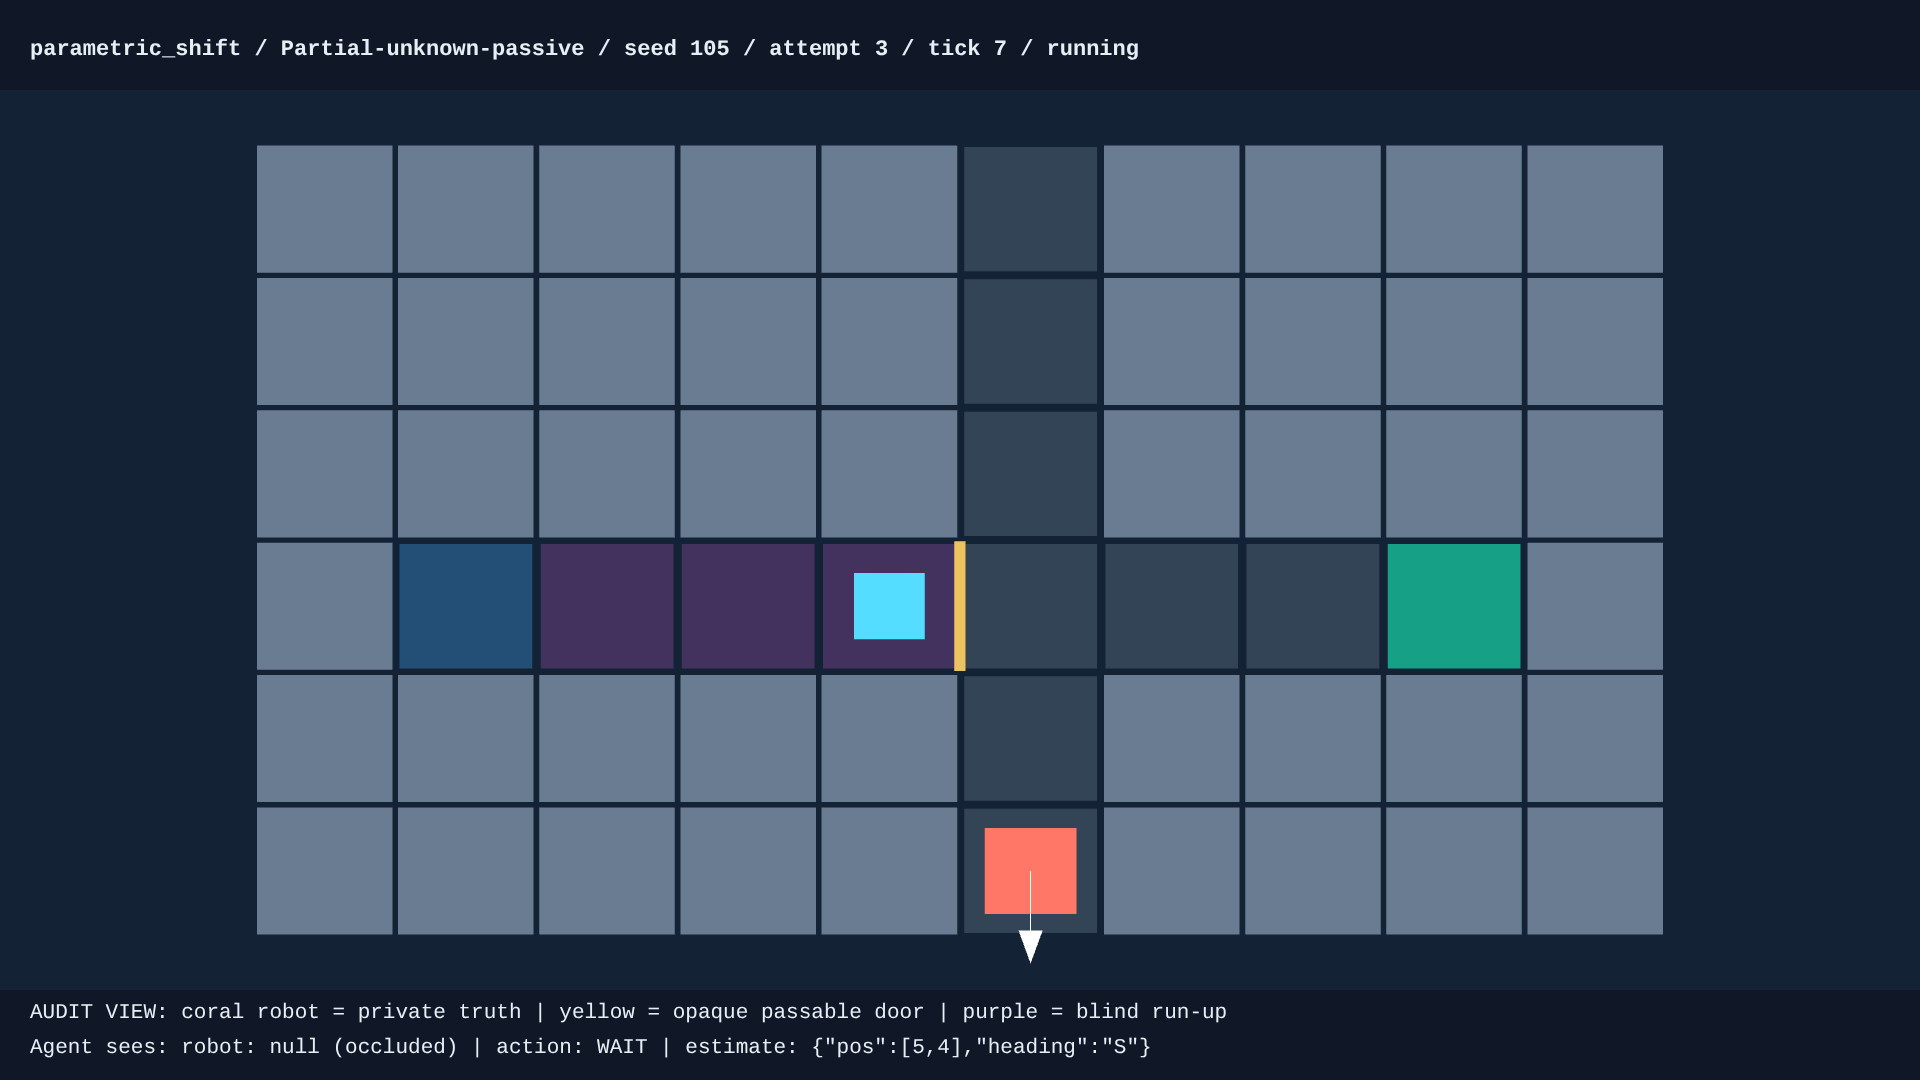 parametric_shift / Partial-unknown-passive / seed 105 / attempt 3 / tick 7 / running
AUDIT VIEW: coral robot = private truth | yellow = opaque passable door | purple = blind run-up
Agent sees: robot: null (occluded) | action: WAIT | estimate: {"pos":[5,4],"heading":"S"}